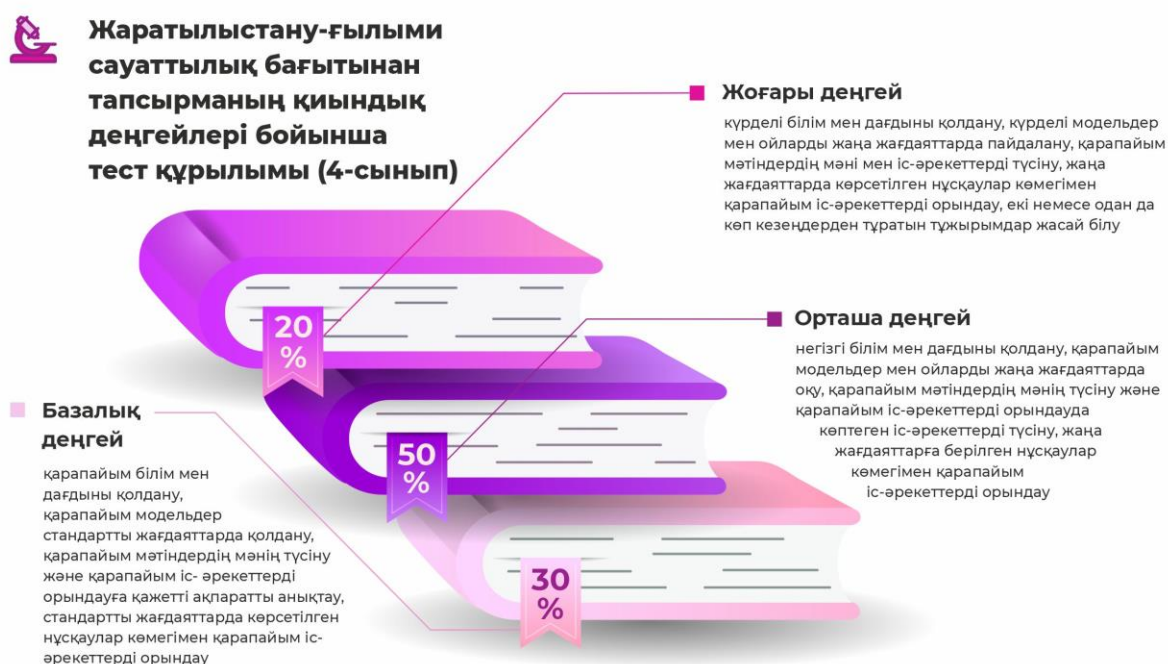 Жаратылыстану-ғылыми
сауаттылық бағытынан
тапсырманың қиындық
деңгейлері бойынша
тест құрылымы (4-сынып)
Жоғары деңгей
күрделі білім мен дағдыны қолдану, күрделі модельдер
мен ойларды жаңа жағдаяттарда пайдалану, қарапайым
мәтіндердің мәні мен іс-әрекеттерді түсіну, жаңа
жағдаяттарда көрсетілген нұсқаулар көмегімен
қарапайым іс-әрекеттерді орындау, екі немесе одан да
көп кезеңдерден тұратын тұжырымдар жасай білу
20
%
Орташа деңгей
негізгі білім мен дағдыны қолдану, қарапайым
модельдер мен ойларды жаңа жағдаяттарда
оқу, қарапайым мәтіндердің мәнін түсіну және
қарапайым іс-әрекеттерді орындауда
көптеген іс-әрекеттерді түсіну, жаңа
жағдаяттарға берілген нұсқаулар
көмегімен қарапайым
іс-әрекеттерді орындау
50
%
Базалық
деңгей
қарапайым білім мен
дағдыны қолдану,
қарапайым модельдер
стандартты жағдаяттарда қолдану,
қарапайым мәтіндердің мәнін түсіну
және қарапайым іс- әрекеттерді
орындауға қажетті ақпаратты анықтау,
стандартты жағдаяттарда көрсетілген
нұсқаулар көмегімен қарапайым іс-
әрекеттерді орындау
30
%